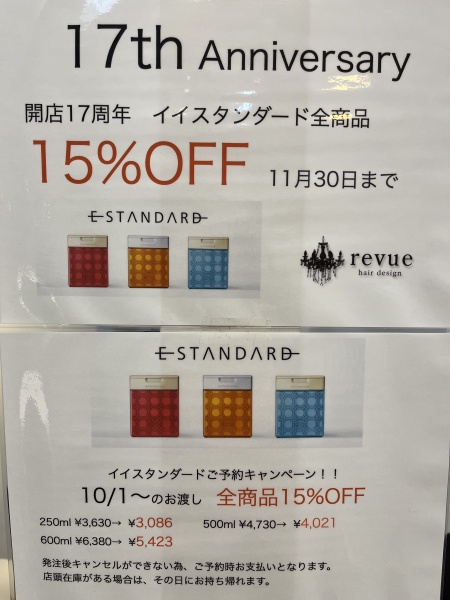 17th Anniversary
開店17周年 イイスタンダード全商品
15%OFF 11月30日まで
E STANDARD
revue
hair design
E STANDARD
イイスタンダードご予約キャンペーン！！
10/1〜のお渡し 全商品15%OFF
250ml ¥3,630→ ¥3,086 500ml ¥4,730→ ¥4,021
600ml ¥6,380→ ¥5,423
発注後キャンセルができない為、ご予約時お支払いとなります。
店頭在庫がある場合は、その日にお持ち帰れます。